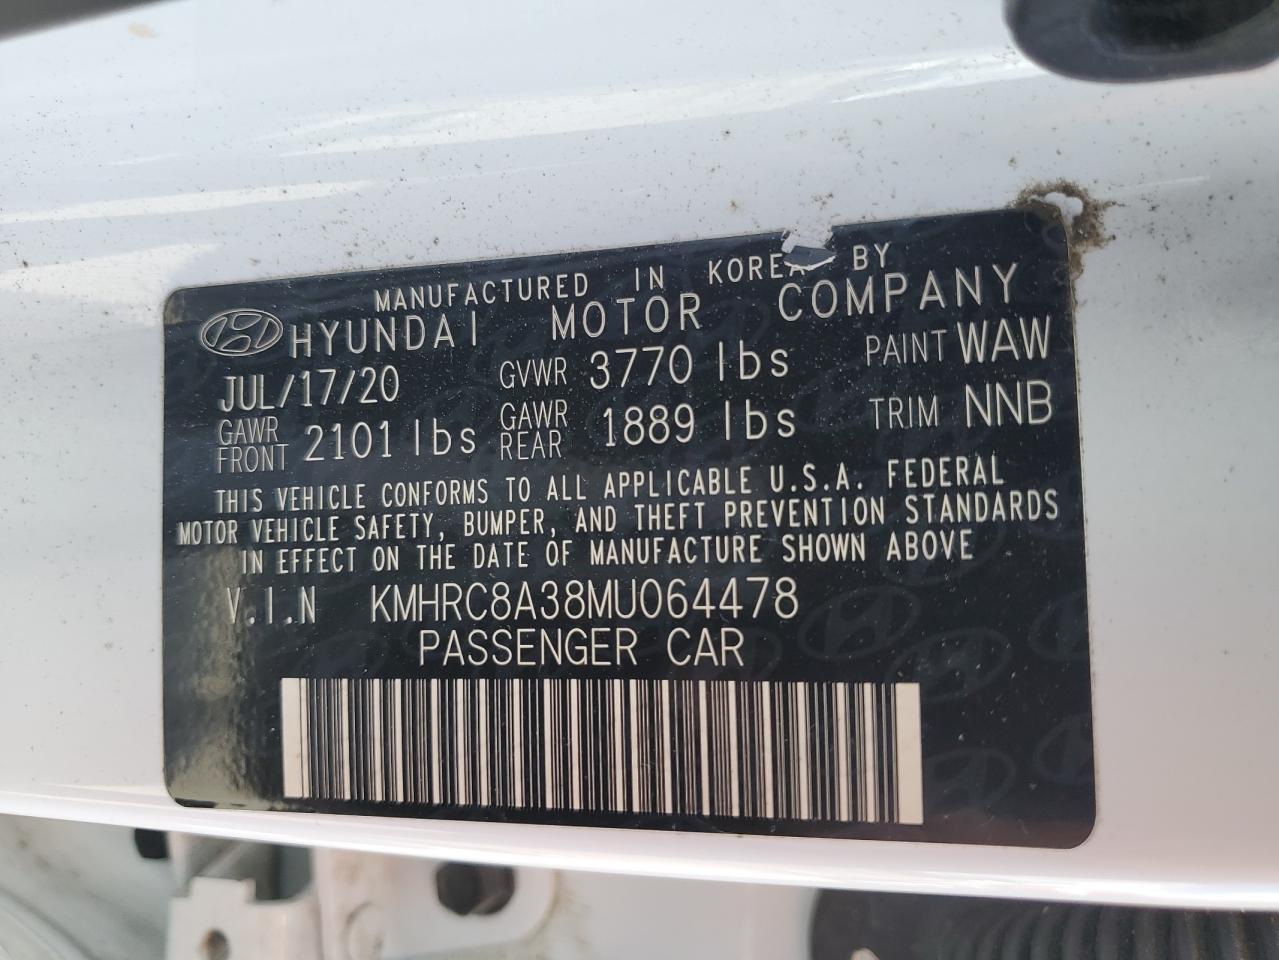 MANUFACTURED IN KOREA BY
HYUNDAI MOTOR COMPANY
JUL/17/20 GVWR 3770 lbs PAINT WAW
GAWR FRONT 2101 lbs GAWR REAR 1889 lbs TRIM NNB
THIS VEHICLE CONFORMS TO ALL APPLICABLE U.S.A. FEDERAL
MOTOR VEHICLE SAFETY, BUMPER, AND THEFT PREVENTION STANDARDS
IN EFFECT ON THE DATE OF MANUFACTURE SHOWN ABOVE
V.I.N KMHRC8A38MU064478
PASSENGER CAR